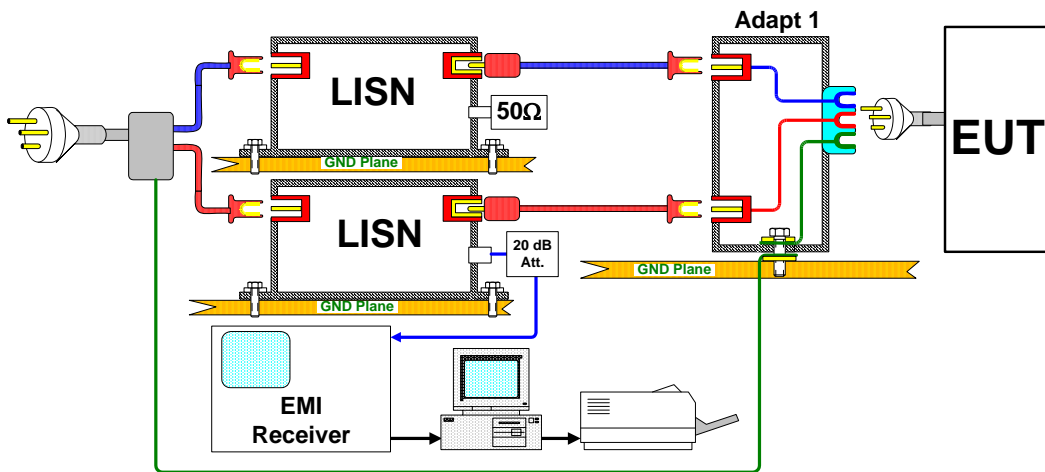 Adapt 1
LISN
50Ω
EUT
GND Plane
LISN
20 dB
Att.
GND Plane
GND Plane
EMI
Receiver